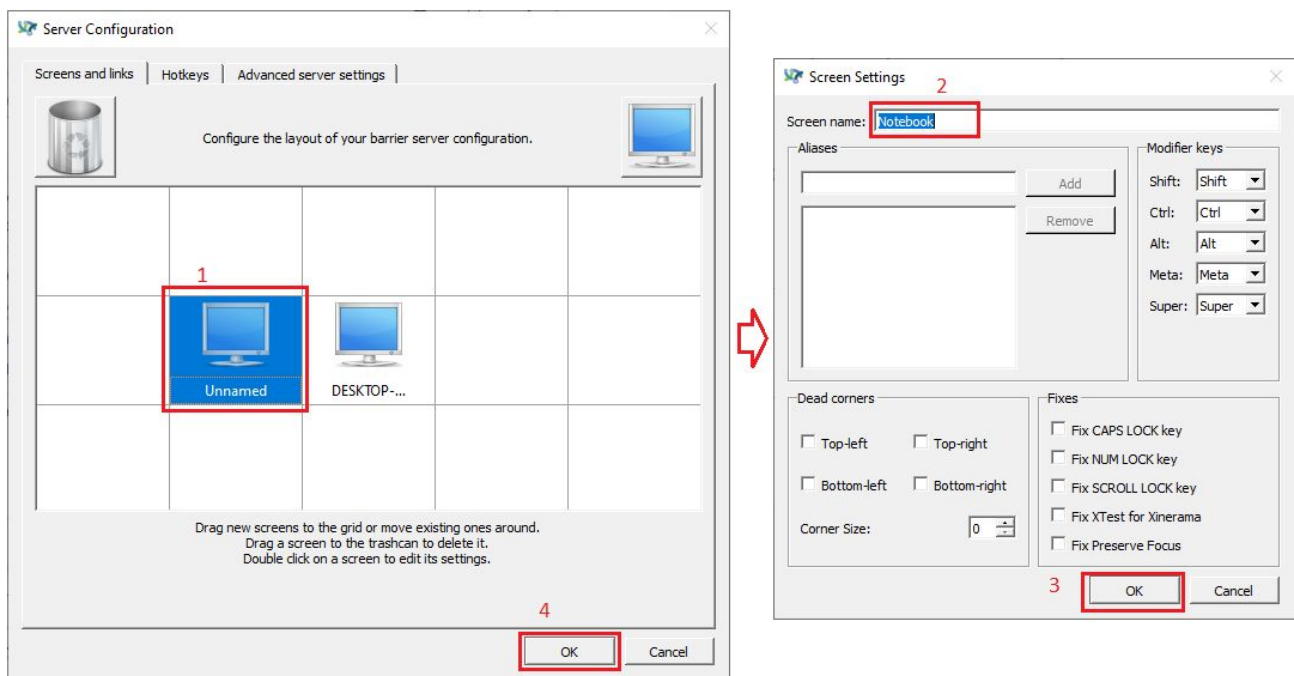 Server Configuration
Screens and links
Hotkeys
Advanced server settings
Configure the layout of your barrier server configuration.
1
Unnamed
DESKTOP-...
Drag new screens to the grid or move existing ones around.
Drag a screen to the trashcan to delete it.
Double click on a screen to edit its settings.
4
OK
Cancel
Screen Settings
2
Screen name:
Notebook
Aliases
Add
Remove
Modifier keys
Shift: Shift
Ctrl: Ctrl
Alt: Alt
Meta: Meta
Super: Super
Dead corners
Top-left
Top-right
Bottom-left
Bottom-right
Corner Size: 0
Fixes
Fix CAPS LOCK key
Fix NUM LOCK key
Fix SCROLL LOCK key
Fix XTest for Xinerama
Fix Preserve Focus
3
OK
Cancel